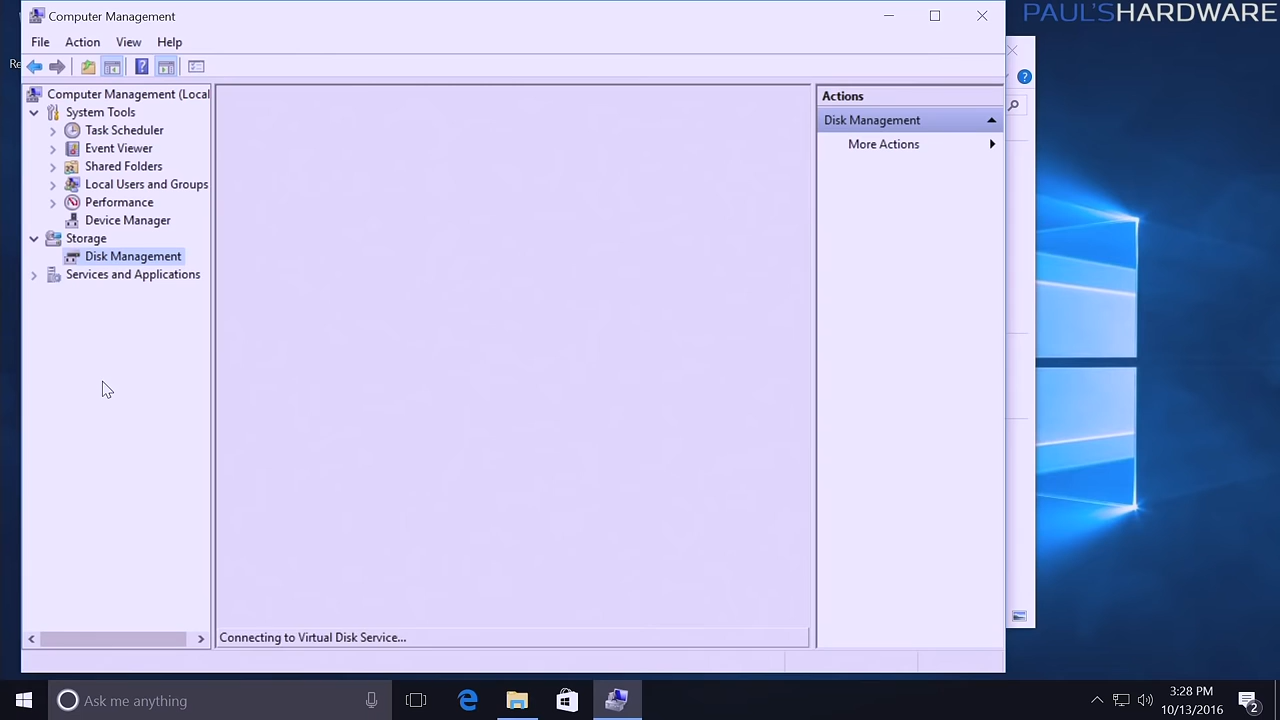 Computer Management
PAUL'SHARDWARE
File Action View Help
Re
Computer Management (Local
System Tools
Task Scheduler
Event Viewer
Shared Folders
Local Users and Groups
Performance
Device Manager
Storage
Disk Management
Services and Applications
Connecting to Virtual Disk Service...
Actions
Disk Management
More Actions
Ask me anything
3:28 PM
10/13/2016
2